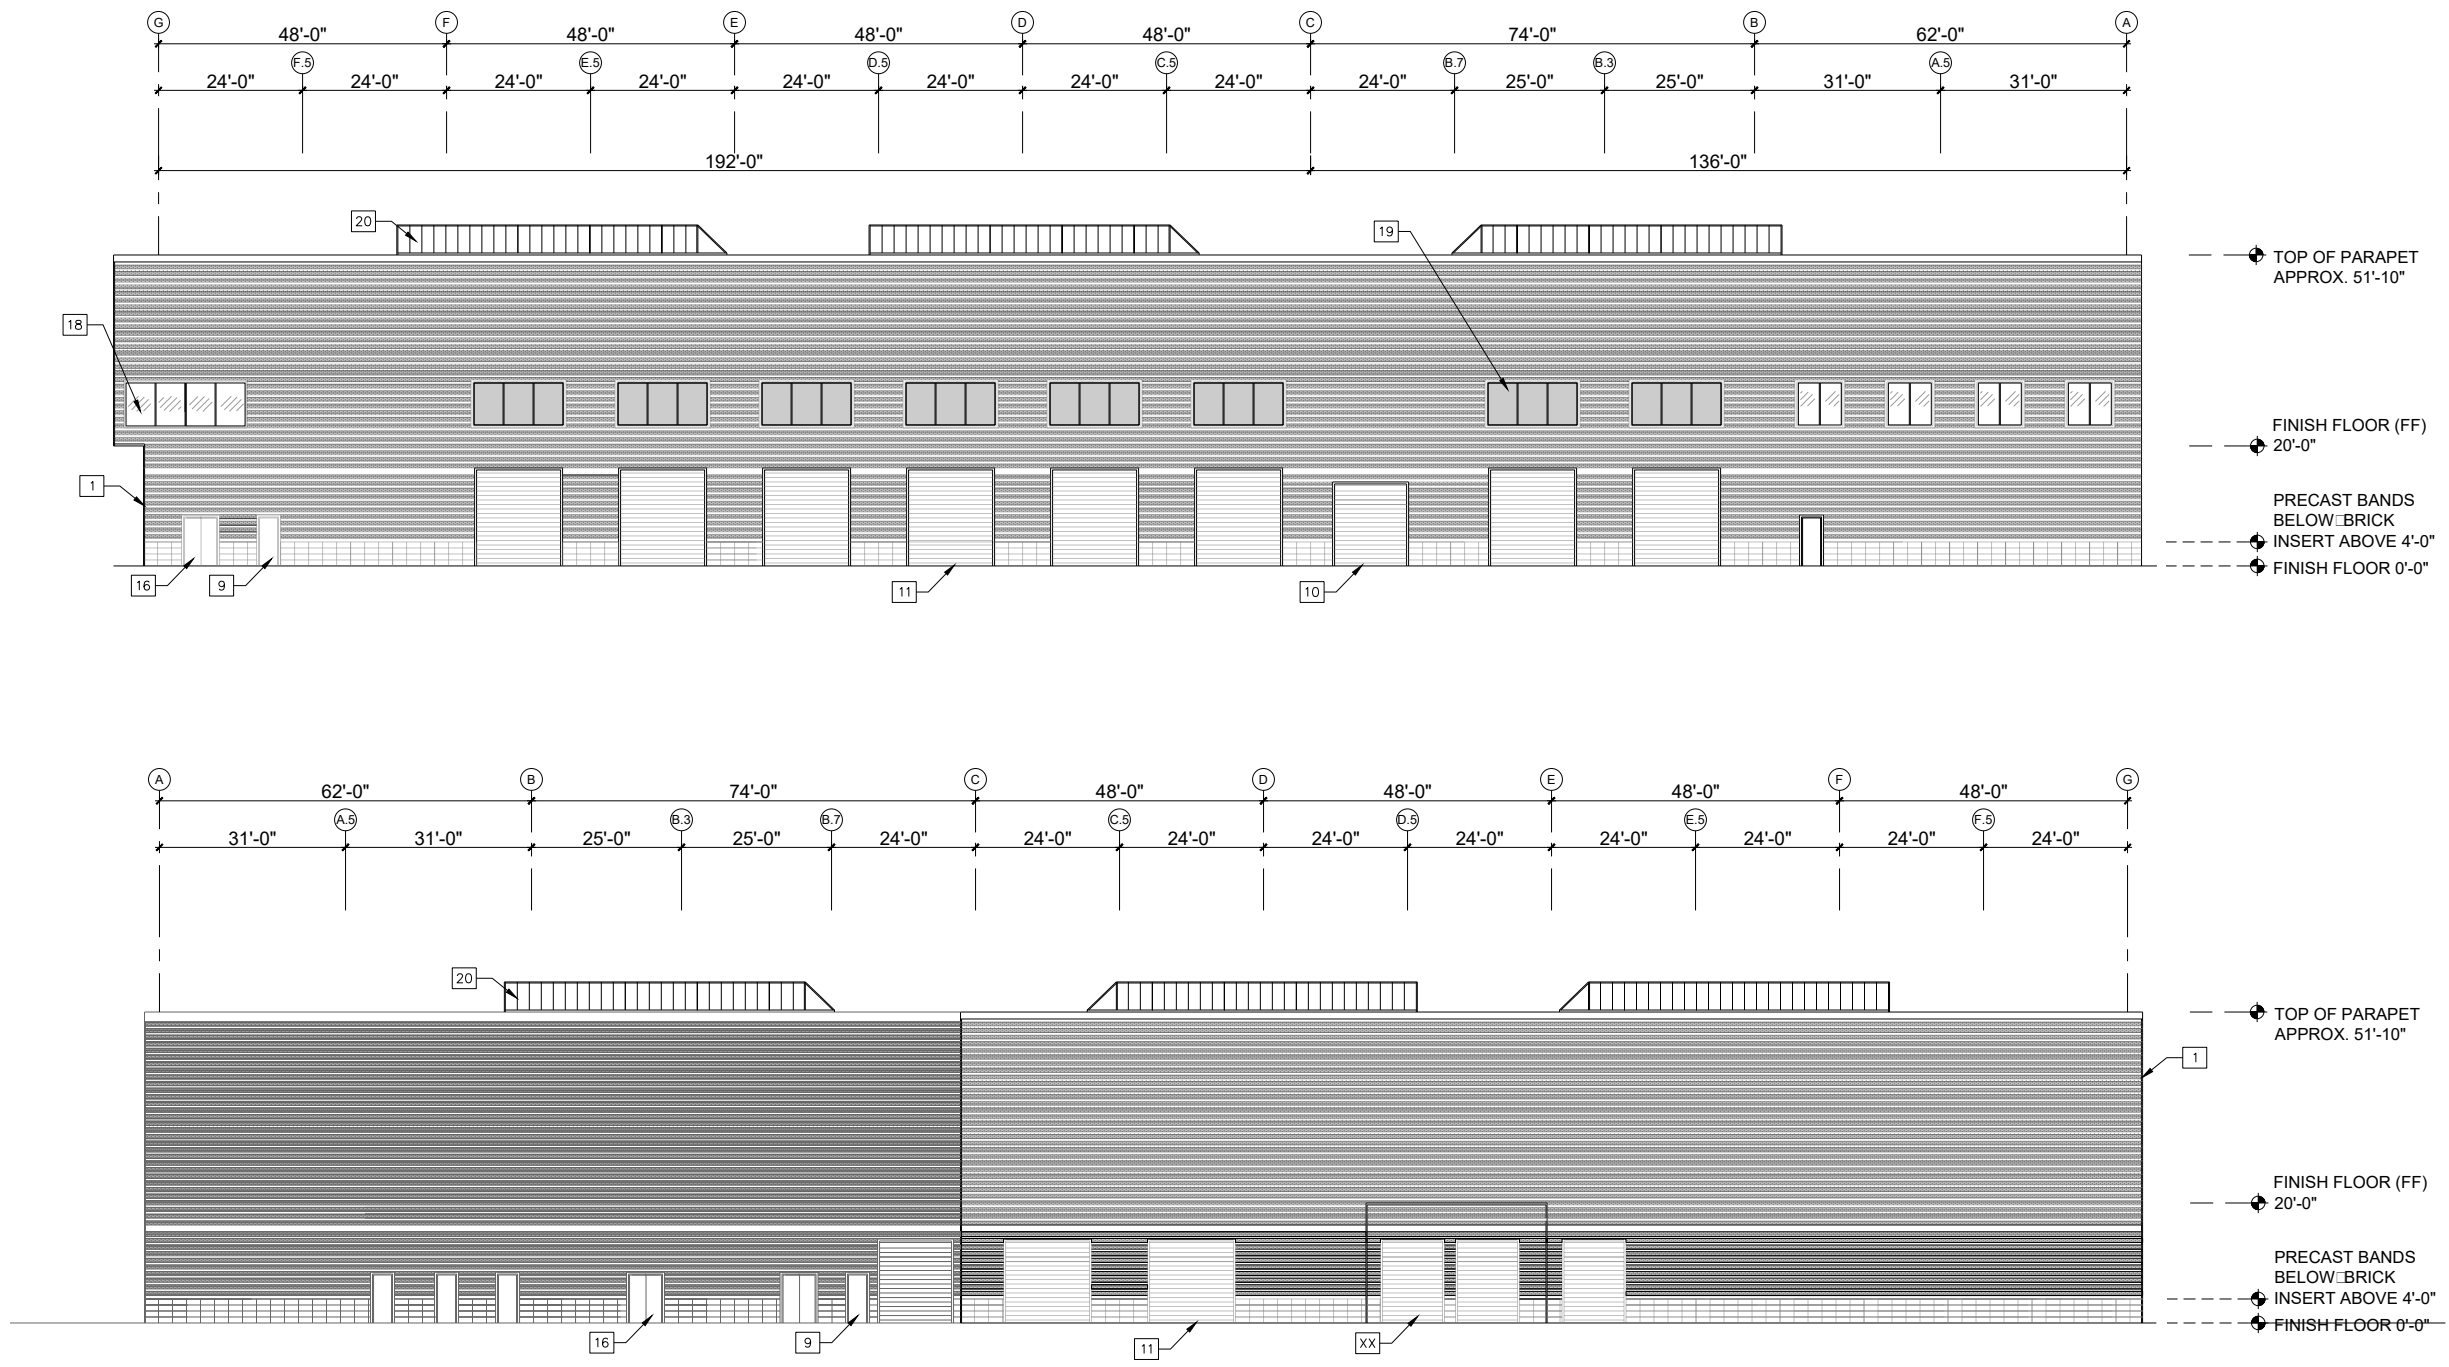 G F E D C B A
48'-0" 48'-0" 48'-0" 48'-0" 74'-0" 62'-0"
F.5 E.5 D.5 C.5 B.7 B.3 A.5
24'-0" 24'-0" 24'-0" 24'-0" 24'-0" 24'-0" 24'-0" 24'-0" 24'-0" 25'-0" 25'-0" 31'-0" 31'-0"
192'-0" 136'-0"
20 19
TOP OF PARAPET
APPROX. 51'-10"
18
FINISH FLOOR (FF)
20'-0"
1
PRECAST BANDS
BELOW□BRICK
INSERT ABOVE 4'-0"
FINISH FLOOR 0'-0"
16 9 11 10
A B C D E F G
62'-0" 74'-0" 48'-0" 48'-0" 48'-0" 48'-0"
A.5 B.3 B.7 C.5 D.5 E.5 F.5
31'-0" 31'-0" 25'-0" 25'-0" 24'-0" 24'-0" 24'-0" 24'-0" 24'-0" 24'-0" 24'-0" 24'-0" 24'-0"
20
TOP OF PARAPET
APPROX. 51'-10"
1
FINISH FLOOR (FF)
20'-0"
PRECAST BANDS
BELOW□BRICK
INSERT ABOVE 4'-0"
FINISH FLOOR 0'-0"
16 9 11 XX